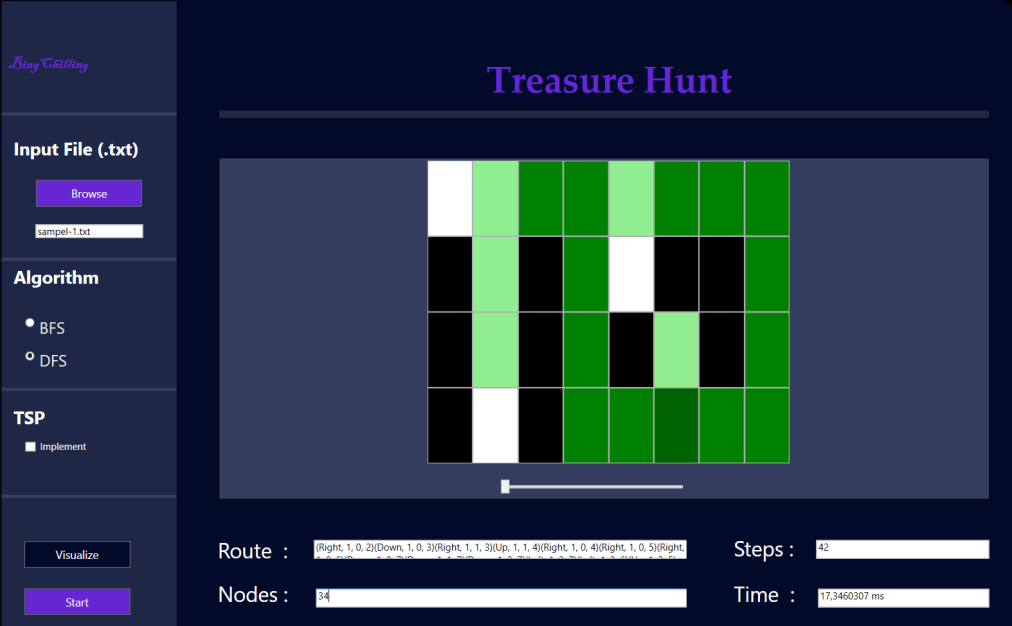 BingChilling
Treasure Hunt
Input File (.txt)
Browse
sampel-1.txt
Algorithm
BFS
DFS
TSP
Implement
Visualize
Start
Route :
(Right, 1, 0, 2)(Down, 1, 0, 3)(Right, 1, 1, 3)(Up, 1, 1, 4)(Right, 1, 0, 4)(Right, 1, 0, 5)(Right,
Steps :
42
Nodes :
34
Time :
17,3460307 ms